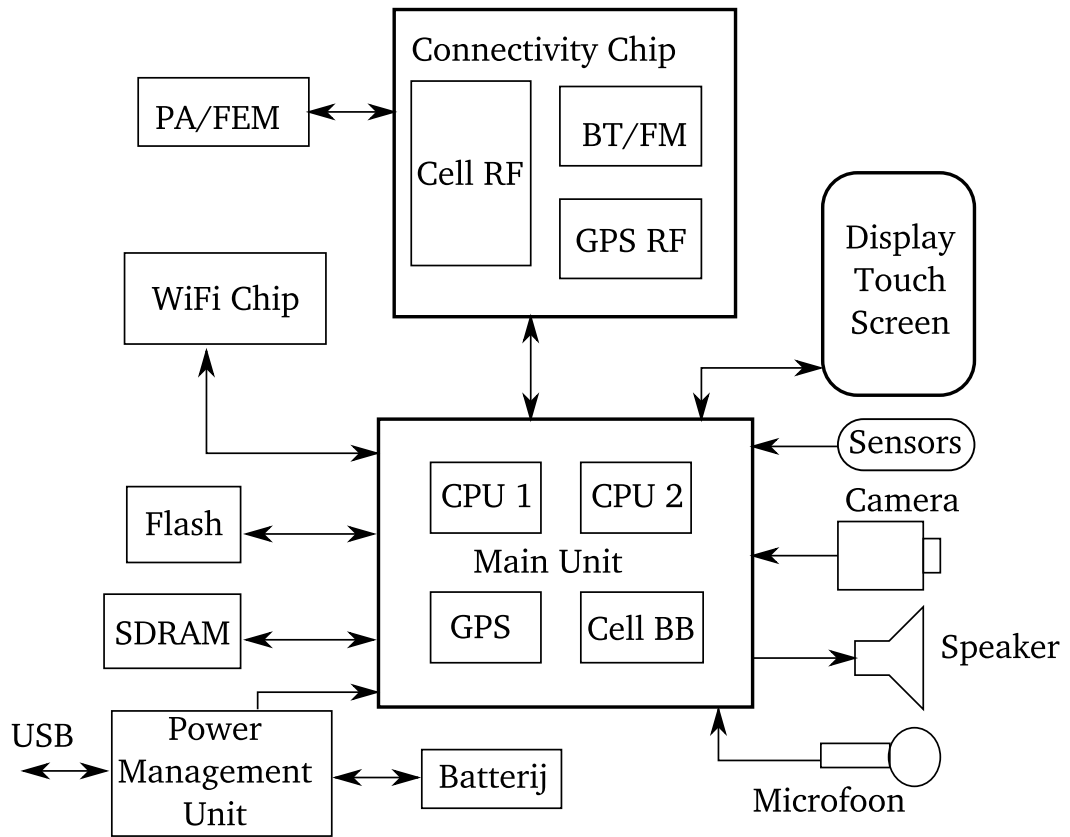 Connectivity Chip
PA/FEM
Cell RF
BT/FM
GPS RF
WiFi Chip
Display
Touch
Screen
Sensors
Camera
CPU 1
CPU 2
Flash
Main Unit
GPS
Cell BB
SDRAM
Speaker
USB
Power
Management
Unit
Batterij
Microfoon